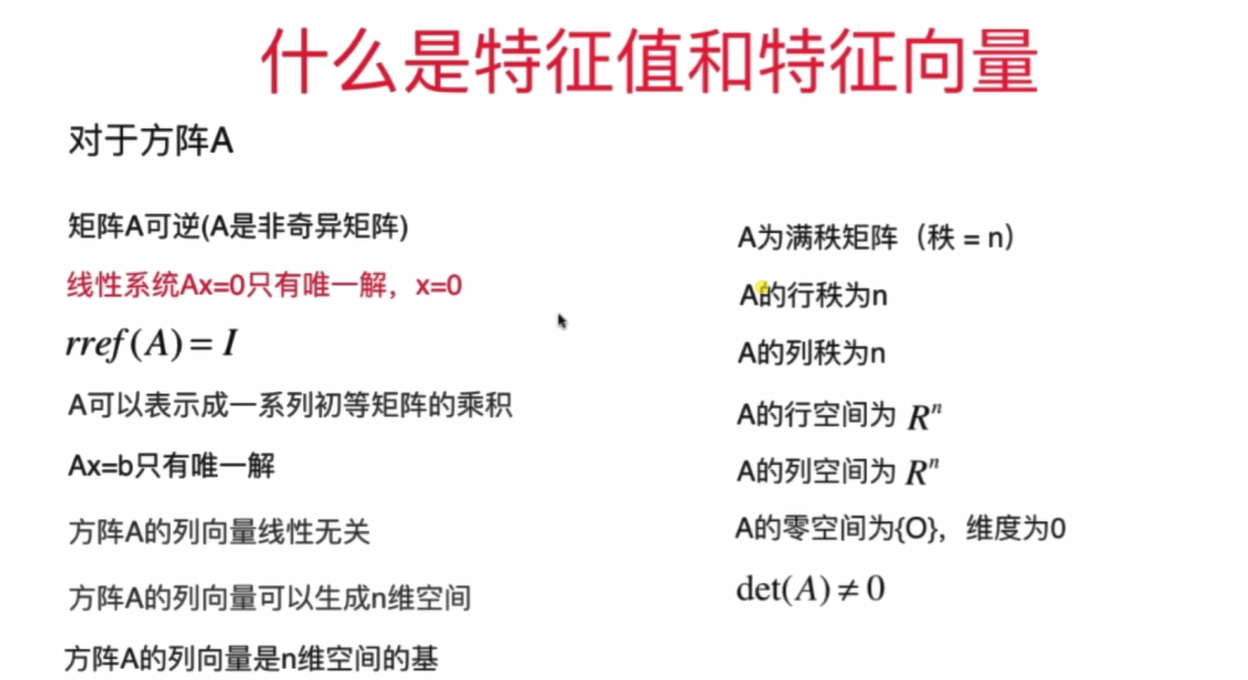 什么是特征值和特征向量
对于方阵A
矩阵A可逆(A是非奇异矩阵)
线性系统Ax=0只有唯一解，x=0
rref(A) = I
A可以表示成一系列初等矩阵的乘积
Ax=b只有唯一解
方阵A的列向量线性无关
方阵A的列向量可以生成n维空间
方阵A的列向量是n维空间的基
A为满秩矩阵（秩 = n）
A的行秩为n
A的列秩为n
A的行空间为 Rⁿ
A的列空间为 Rⁿ
A的零空间为{O}，维度为0
det(A) ≠ 0